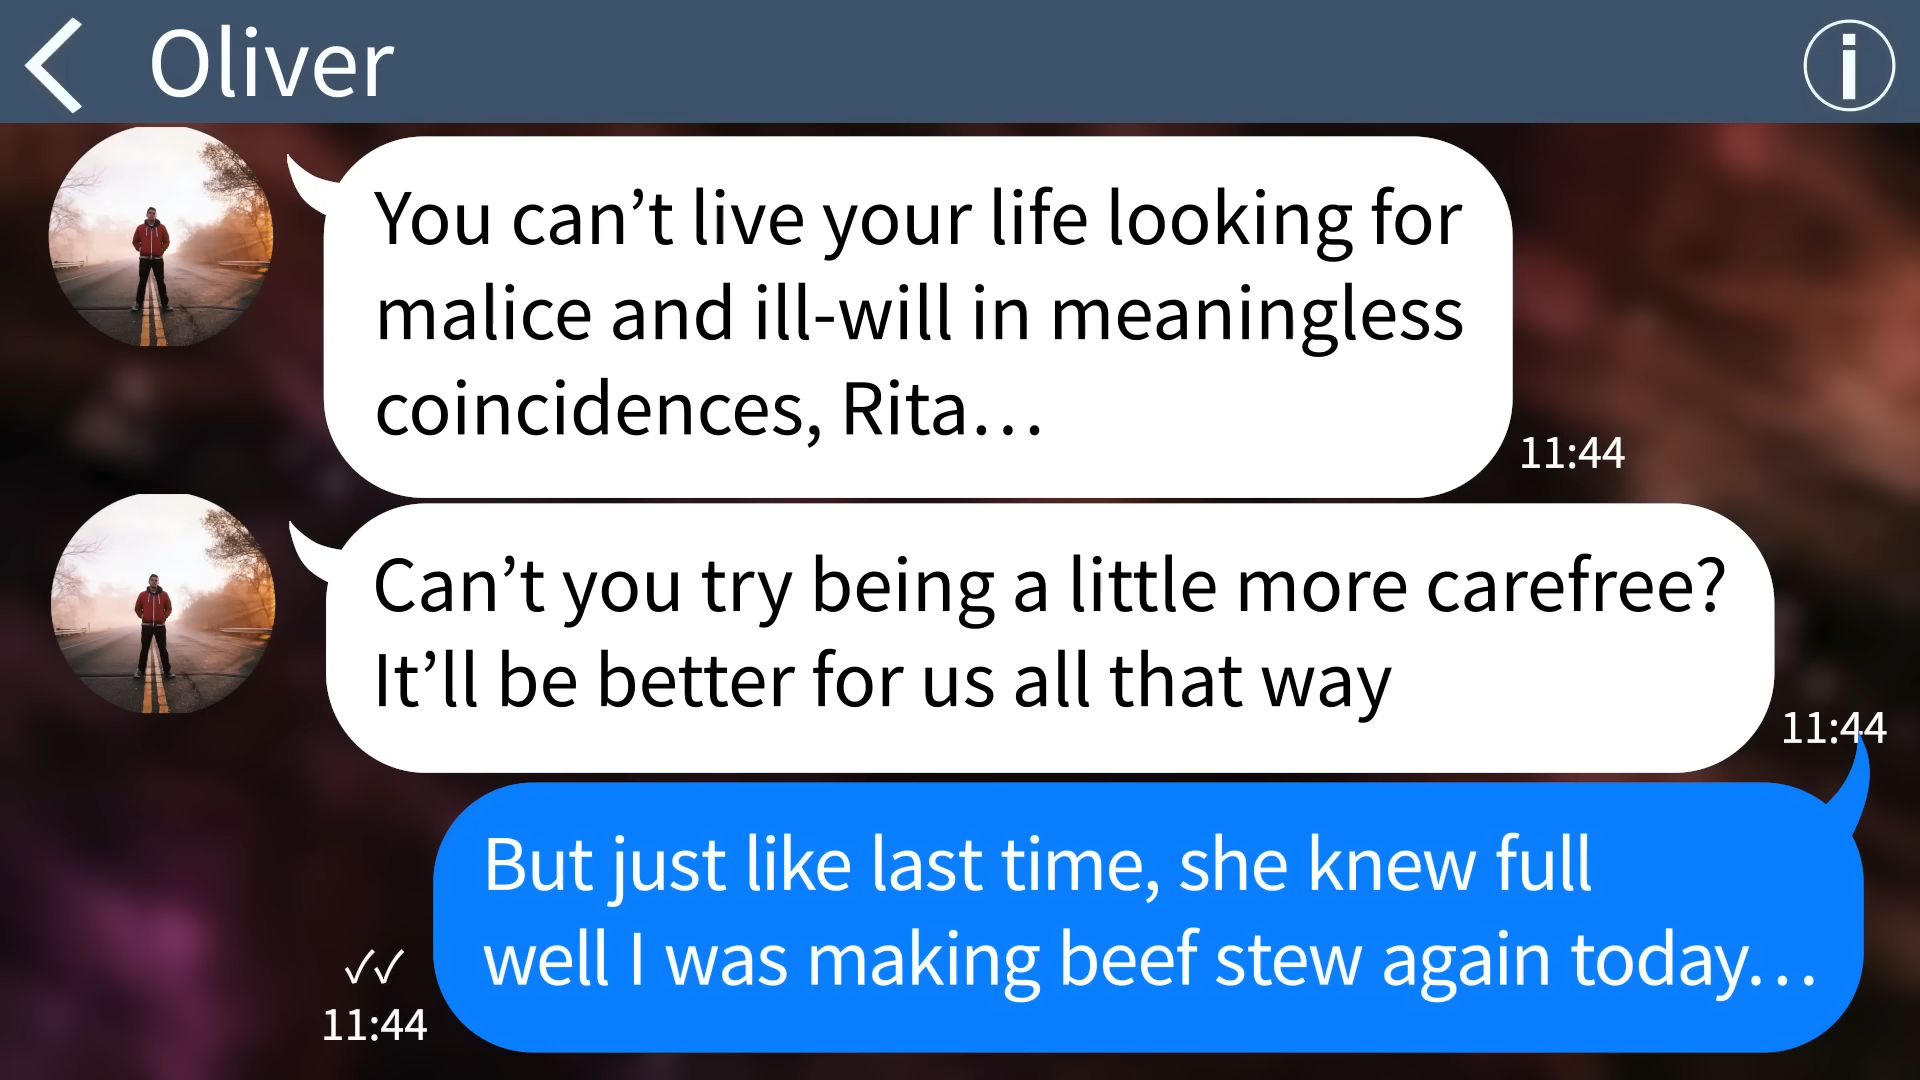 Oliver
i
You can’t live your life looking for
malice and ill-will in meaningless
coincidences, Rita…
11:44
Can’t you try being a little more carefree?
It’ll be better for us all that way
11:44
But just like last time, she knew full
well I was making beef stew again today…
✓✓
11:44